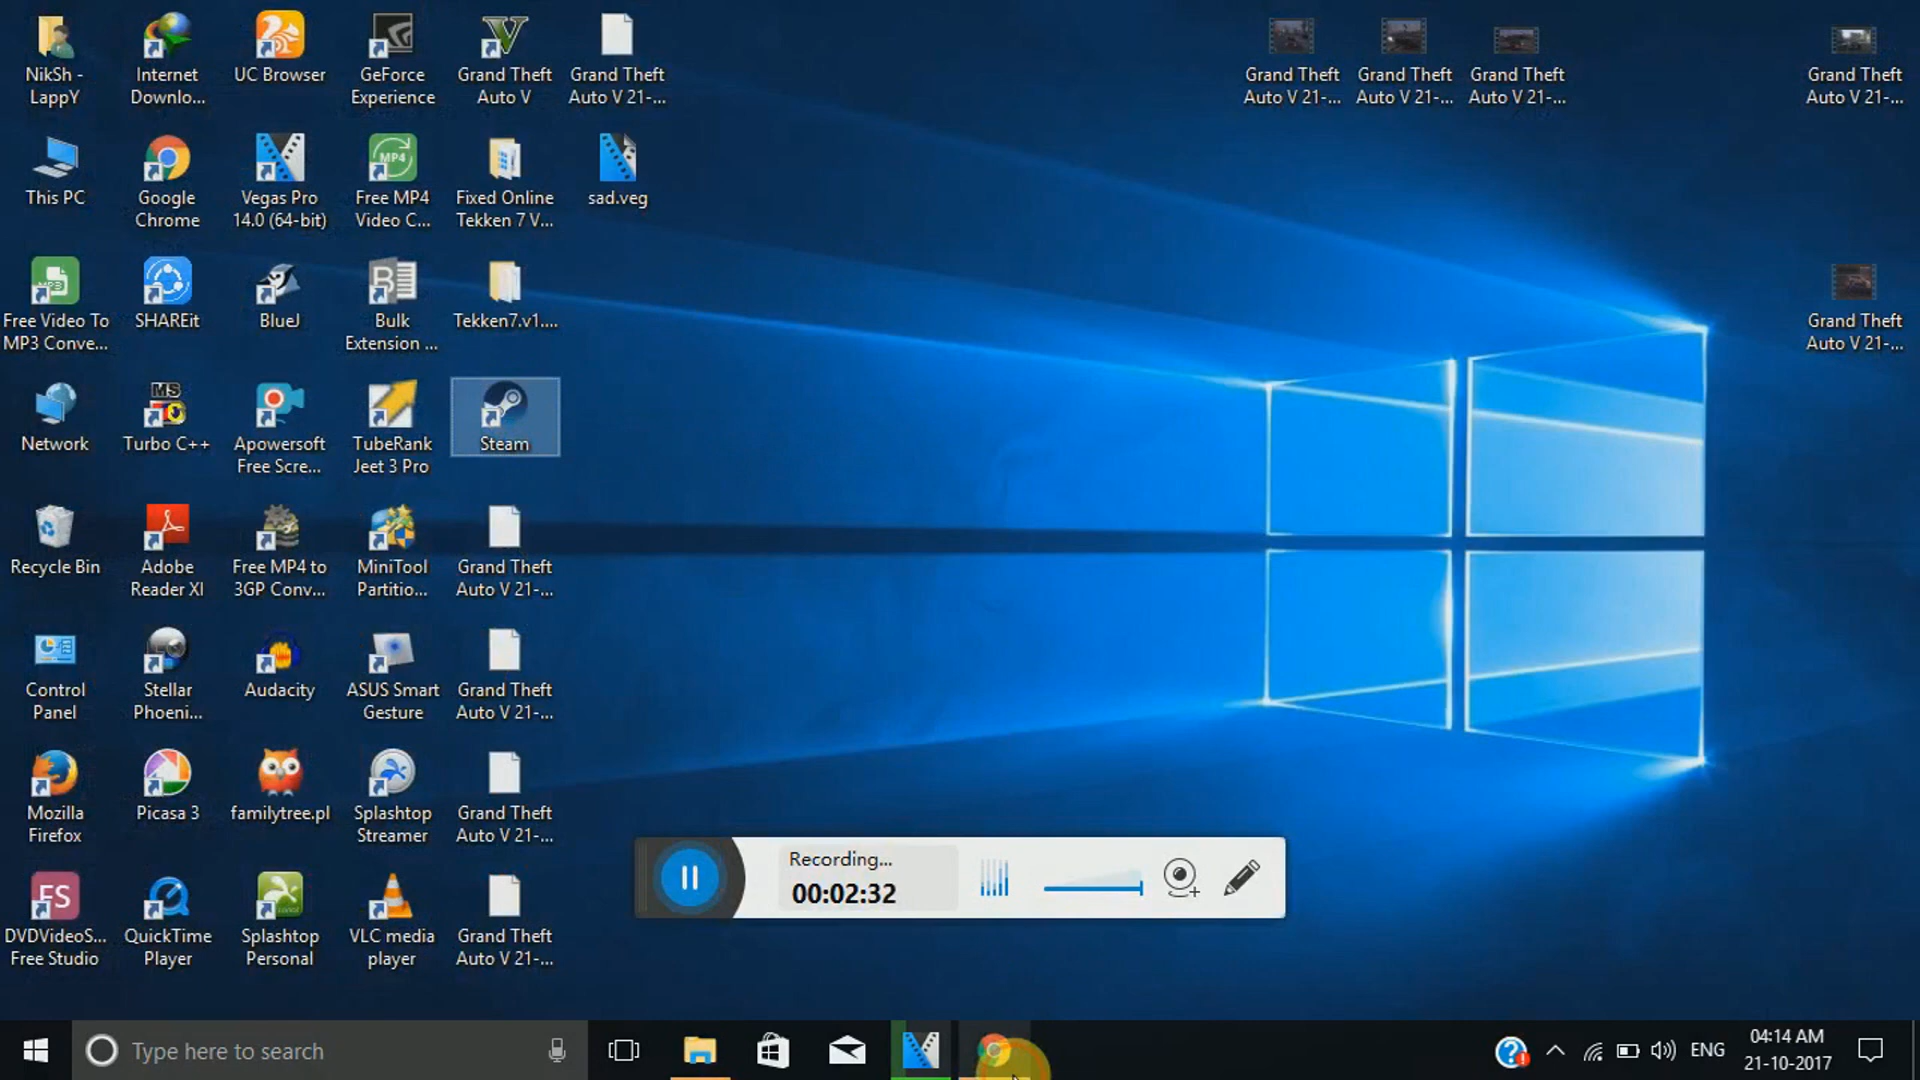 NikSh -
LappY
Internet
Downlo...
UC Browser
GeForce
Experience
Grand Theft
Auto V
Grand Theft
Auto V 21-...
Grand Theft
Auto V 21-...
Grand Theft
Auto V 21-...
Grand Theft
Auto V 21-...
Grand Theft
Auto V 21-...
This PC
Google
Chrome
Vegas Pro
14.0 (64-bit)
MP4
Free MP4
Video C...
Fixed Online
Tekken 7 V...
sad.veg
Free Video To
MP3 Conve...
SHAREit
BlueJ
Bulk
Extension ...
Tekken7.v1....
Grand Theft
Auto V 21-...
Network
MS
Turbo C++
Apowersoft
Free Scre...
TubeRank
Jeet 3 Pro
Steam
Recycle Bin
Adobe
Reader XI
Free MP4 to
3GP Conv...
MiniTool
Partitio...
Grand Theft
Auto V 21-...
Control
Panel
Stellar
Phoeni...
Audacity
ASUS Smart
Gesture
Grand Theft
Auto V 21-...
Mozilla
Firefox
Picasa 3
familytree.pl
Splashtop
Streamer
Grand Theft
Auto V 21-...
FS
DVDVideoS...
Free Studio
QuickTime
Player
Splashtop
Personal
VLC media
player
Grand Theft
Auto V 21-...
Recording...
00:02:32
Type here to search
ENG
04:14 AM
21-10-2017